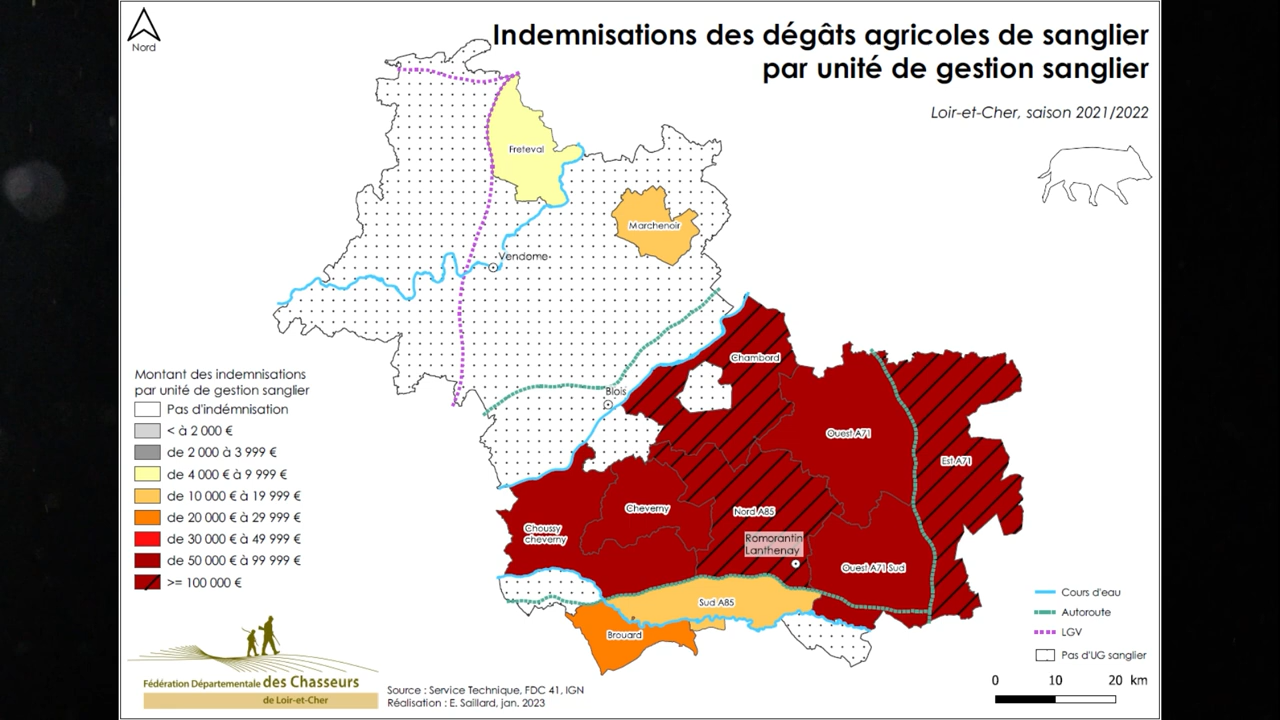 Nord
Indemnisations des dégâts agricoles de sanglier
par unité de gestion sanglier
Loir-et-Cher, saison 2021/2022
Freteval
Marchenoir
Vendome
Chambord
Blois
Ouest A71
Est A71
Cheverny
Nord A85
Choussy
cheverny
Romorantin
Lanthenay
Ouest A71 Sud
Sud A85
Brouard
Montant des indemnisations
par unité de gestion sanglier
Pas d'indémnisation
< à 2 000 €
de 2 000 à 3 999 €
de 4 000 € à 9 999 €
de 10 000 € à 19 999 €
de 20 000 € à 29 999 €
de 30 000 € à 49 999 €
de 50 000 € à 99 999 €
>= 100 000 €
Cours d'eau
Autoroute
LGV
Pas d'UG sanglier
0 10 20 km
Fédération Départementale des Chasseurs
de Loir-et-Cher
Source : Service Technique, FDC 41, IGN
Réalisation : E. Saillard, jan. 2023